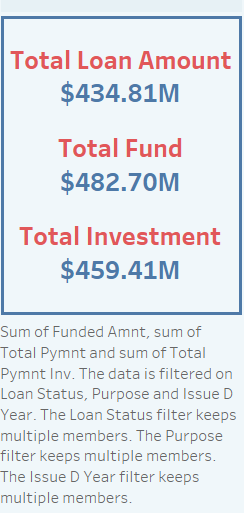 Total Loan Amount
$434.81M
Total Fund
$482.70M
Total Investment
$459.41M
Sum of Funded Amnt, sum of
Total Pymnt and sum of Total
Pymnt Inv. The data is filtered on
Loan Status, Purpose and Issue D
Year. The Loan Status filter keeps
multiple members. The Purpose
filter keeps multiple members.
The Issue D Year filter keeps
multiple members.